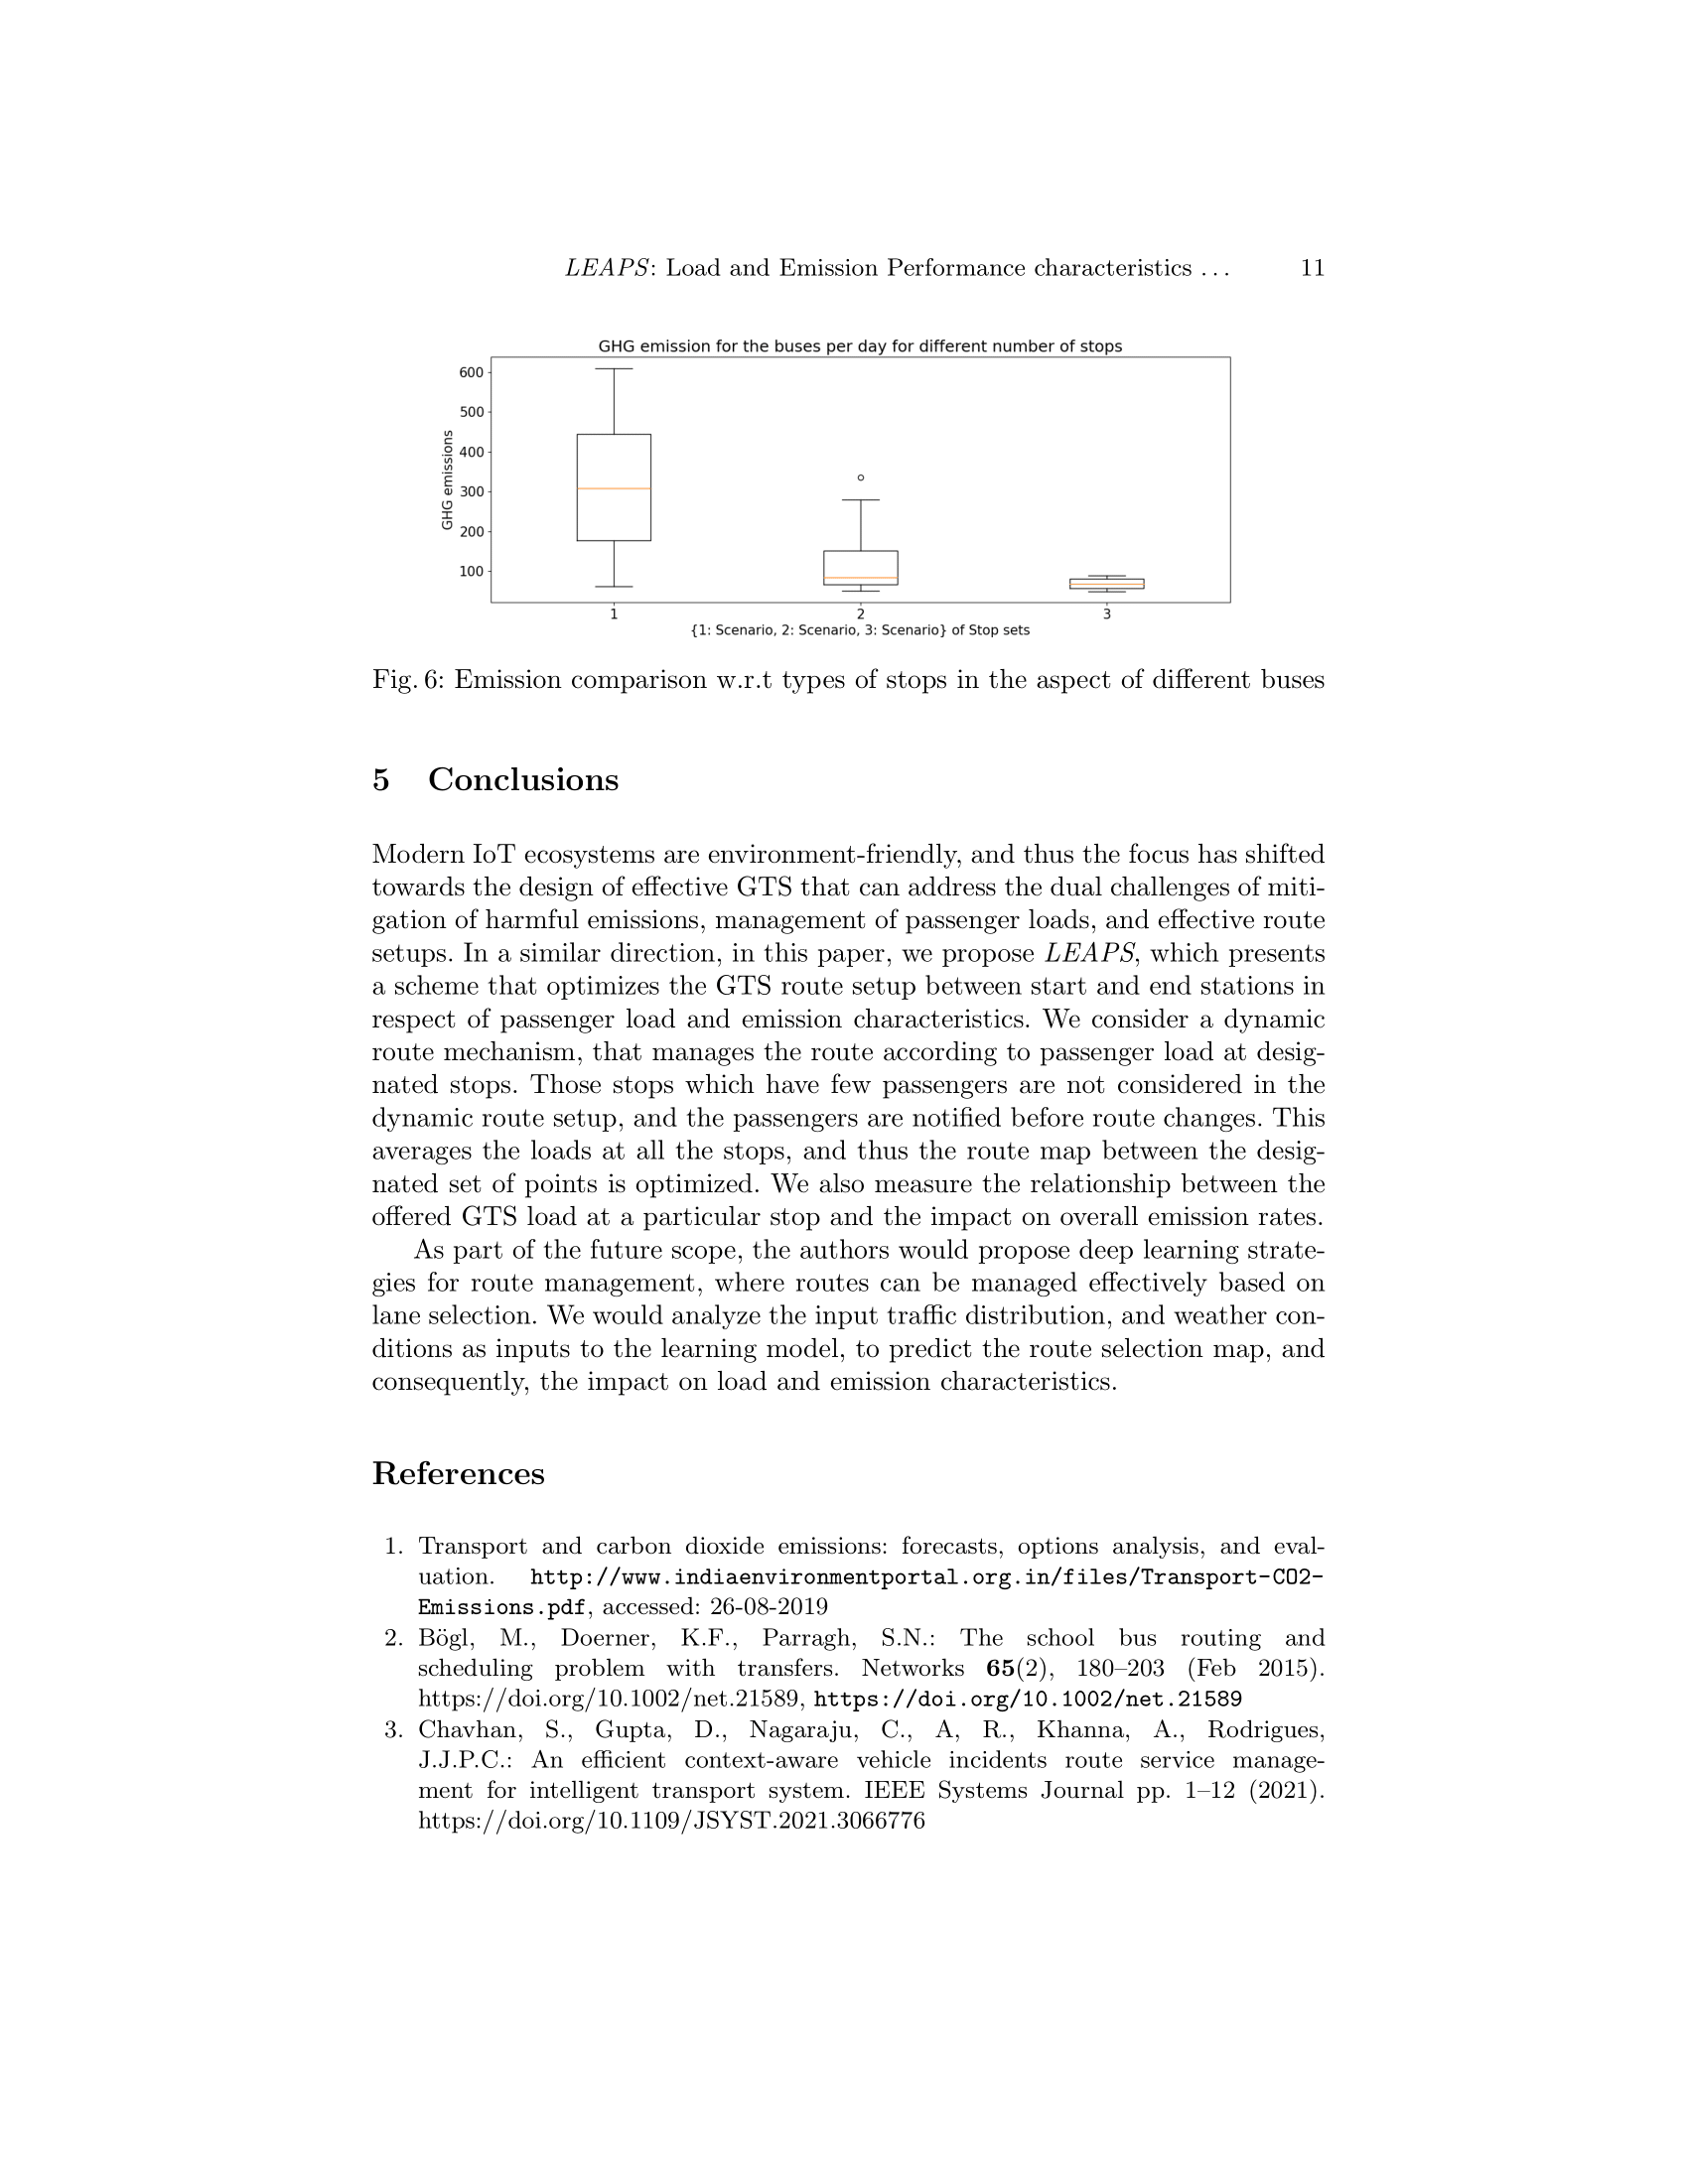 LEAPS: Load and Emission Performance characteristics ... 11
GHG emission for the buses per day for different number of stops
600
500
400
300
200
100
GHG emissions
1 2 3
{1: Scenario, 2: Scenario, 3: Scenario} of Stop sets
Fig. 6: Emission comparison w.r.t types of stops in the aspect of different buses
5 Conclusions
Modern IoT ecosystems are environment-friendly, and thus the focus has shifted
towards the design of effective GTS that can address the dual challenges of miti-
gation of harmful emissions, management of passenger loads, and effective route
setups. In a similar direction, in this paper, we propose LEAPS, which presents
a scheme that optimizes the GTS route setup between start and end stations in
respect of passenger load and emission characteristics. We consider a dynamic
route mechanism, that manages the route according to passenger load at desig-
nated stops. Those stops which have few passengers are not considered in the
dynamic route setup, and the passengers are notified before route changes. This
averages the loads at all the stops, and thus the route map between the desig-
nated set of points is optimized. We also measure the relationship between the
offered GTS load at a particular stop and the impact on overall emission rates.
As part of the future scope, the authors would propose deep learning strate-
gies for route management, where routes can be managed effectively based on
lane selection. We would analyze the input traffic distribution, and weather con-
ditions as inputs to the learning model, to predict the route selection map, and
consequently, the impact on load and emission characteristics.
References
1. Transport and carbon dioxide emissions: forecasts, options analysis, and eval-
uation. http://www.indiaenvironmentportal.org.in/files/Transport-CO2-
Emissions.pdf, accessed: 26-08-2019
2. Bögl, M., Doerner, K.F., Parragh, S.N.: The school bus routing and
scheduling problem with transfers. Networks 65(2), 180–203 (Feb 2015).
https://doi.org/10.1002/net.21589, https://doi.org/10.1002/net.21589
3. Chavhan, S., Gupta, D., Nagaraju, C., A, R., Khanna, A., Rodrigues,
J.J.P.C.: An efficient context-aware vehicle incidents route service manage-
ment for intelligent transport system. IEEE Systems Journal pp. 1–12 (2021).
https://doi.org/10.1109/JSYST.2021.3066776